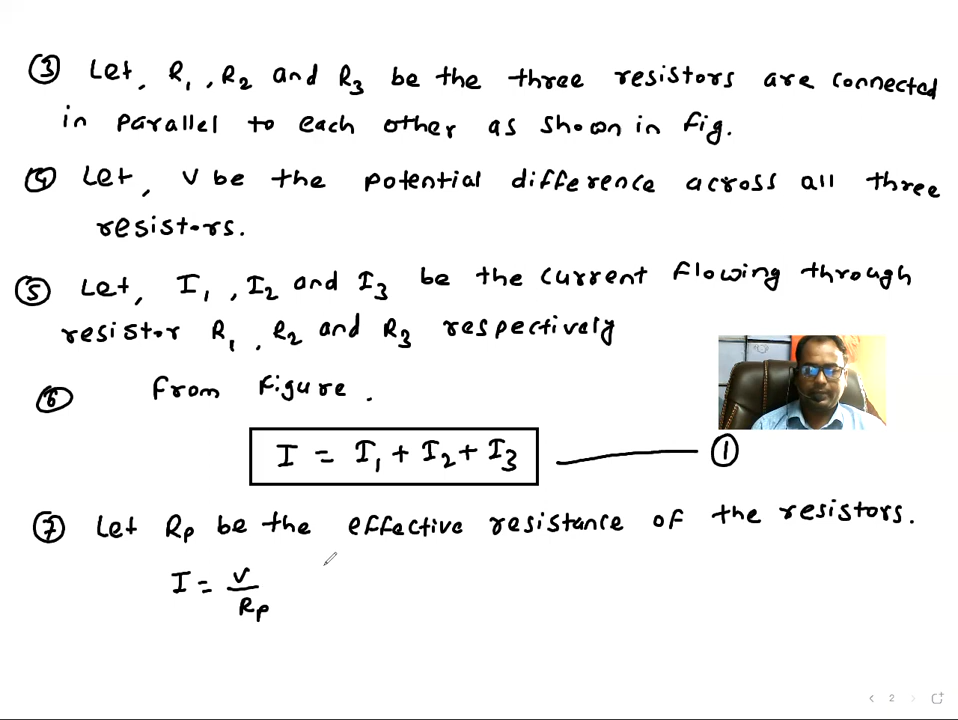 ③ Let, R₁, R₂ and R₃ be the three resistors are connected
in parallel to each other as shown in fig.
④ Let, V be the potential difference across all three
resistors.
⑤ Let, I₁, I₂ and I₃ be the current flowing through
resistor R₁, R₂ and R₃ respectively
⑥ from figure.
I = I₁ + I₂ + I₃ ——— ①
⑦ Let Rp be the effective resistance of the resistors.
I = V/Rp
2